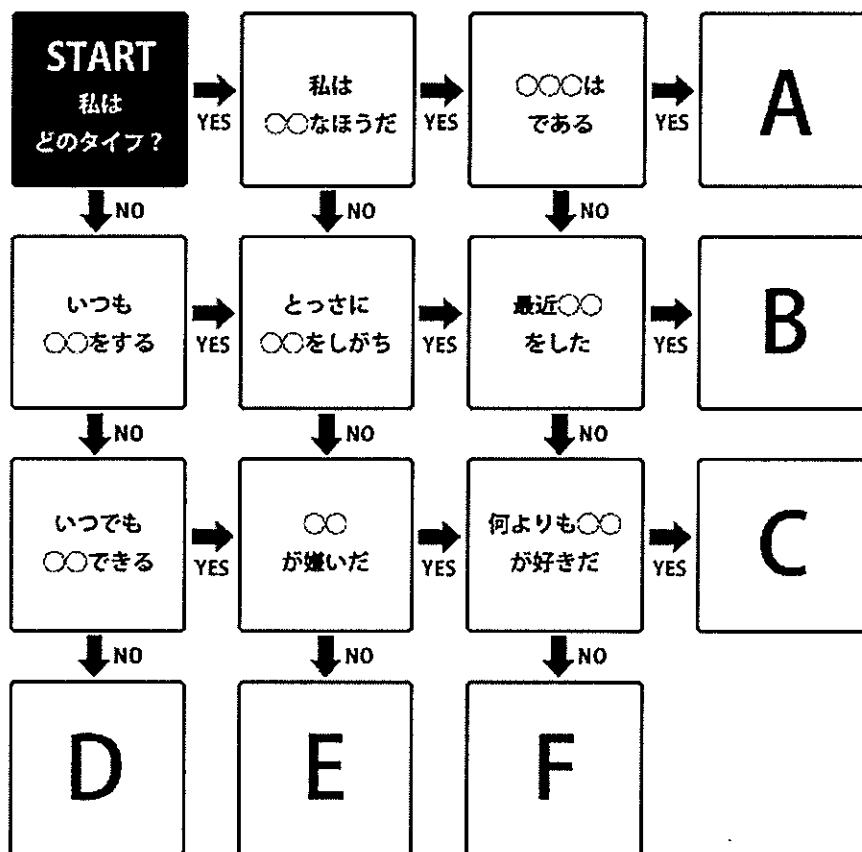 START
私は
どのタイプ?
YES
私は
○○なほうだ
YES
○○○は
である
YES
A
NO
NO
NO
いつも
○○をする
YES
とっさに
○○をしがち
YES
最近○○
をした
YES
B
NO
NO
NO
いつでも
○○できる
YES
○○
が嫌いだ
YES
何よりも○○
が好きだ
YES
C
NO
NO
NO
D
E
F